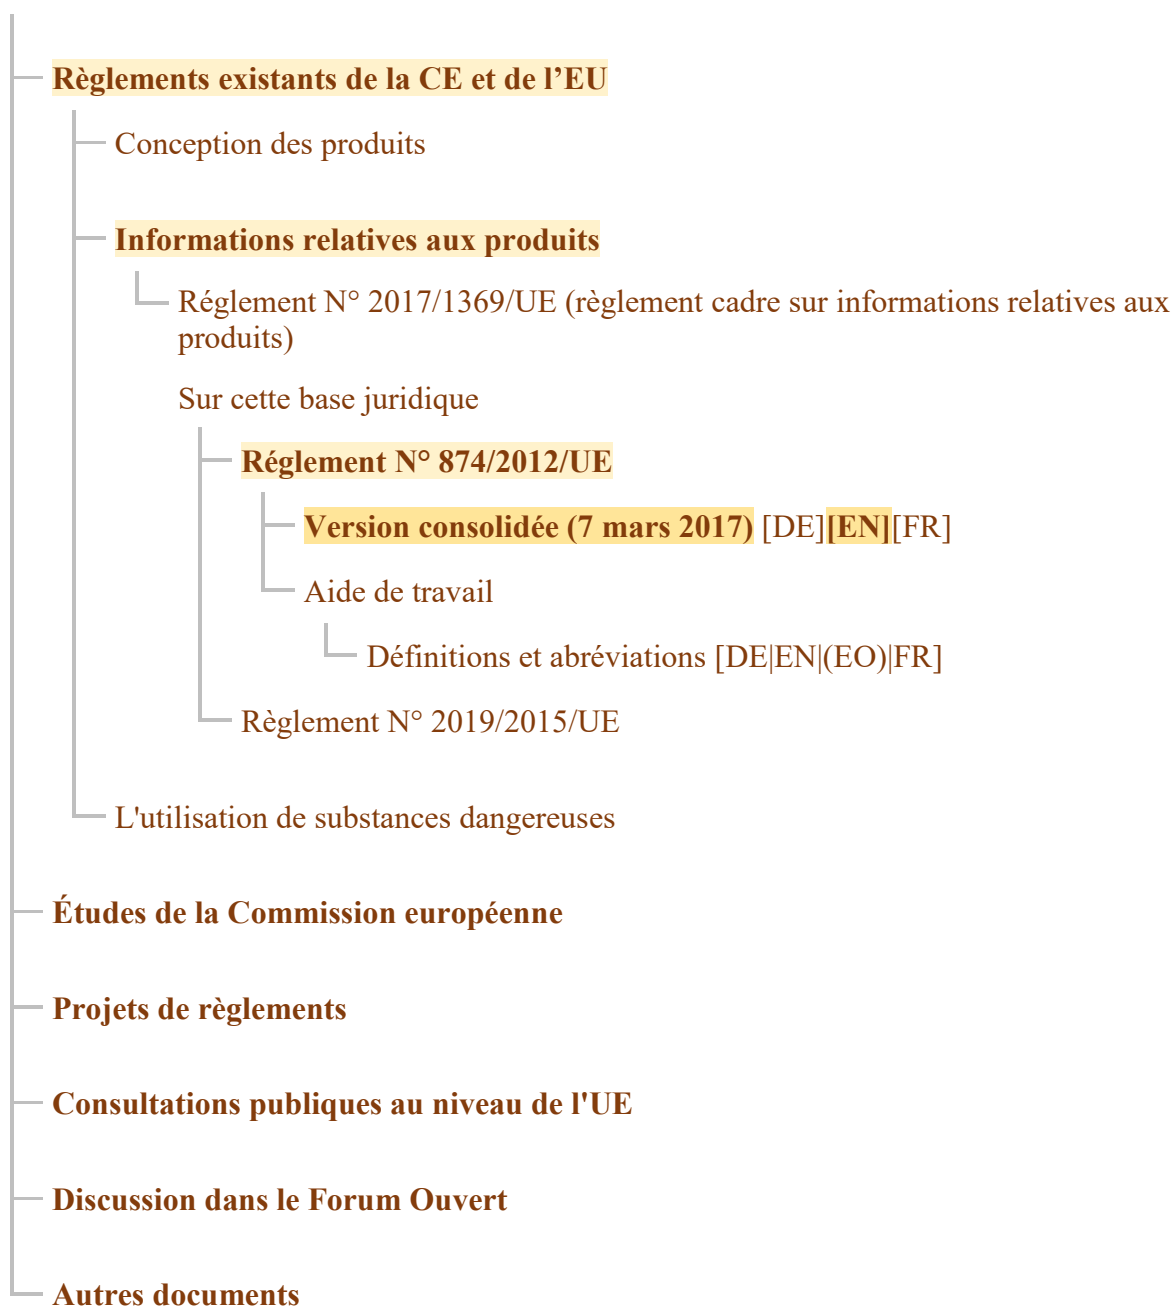 Règlements existants de la CE et de l’EU
Conception des produits
Informations relatives aux produits
Réglement N° 2017/1369/UE (règlement cadre sur informations relatives aux
produits)
Sur cette base juridique
Réglement N° 874/2012/UE
Version consolidée (7 mars 2017) [DE][EN][FR]
Aide de travail
Définitions et abréviations [DE|EN|(EO)|FR]
Règlement N° 2019/2015/UE
L'utilisation de substances dangereuses
Études de la Commission européenne
Projets de règlements
Consultations publiques au niveau de l'UE
Discussion dans le Forum Ouvert
Autres documents